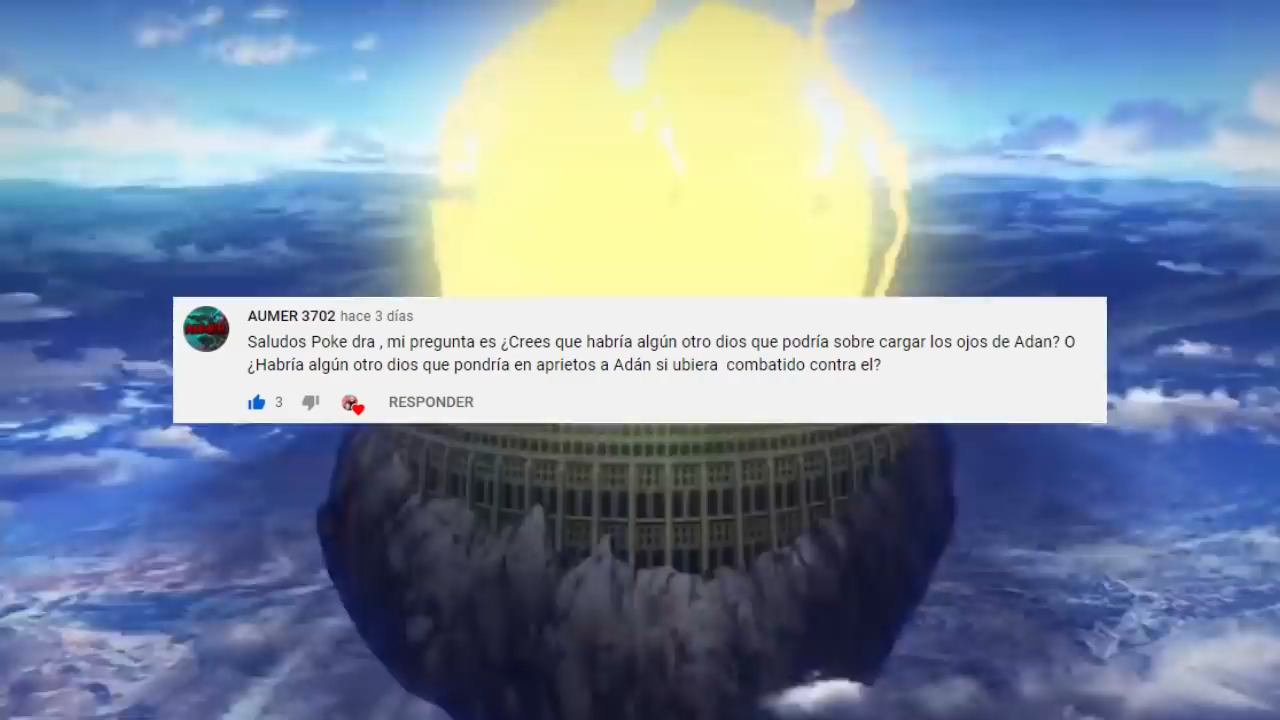 AUMER 3702 hace 3 días
Saludos Poke dra , mi pregunta es ¿Crees que habría algún otro dios que podría sobre cargar los ojos de Adan? O
¿Habría algún otro dios que pondría en aprietos a Adán si ubiera  combatido contra el?
3 RESPONDER